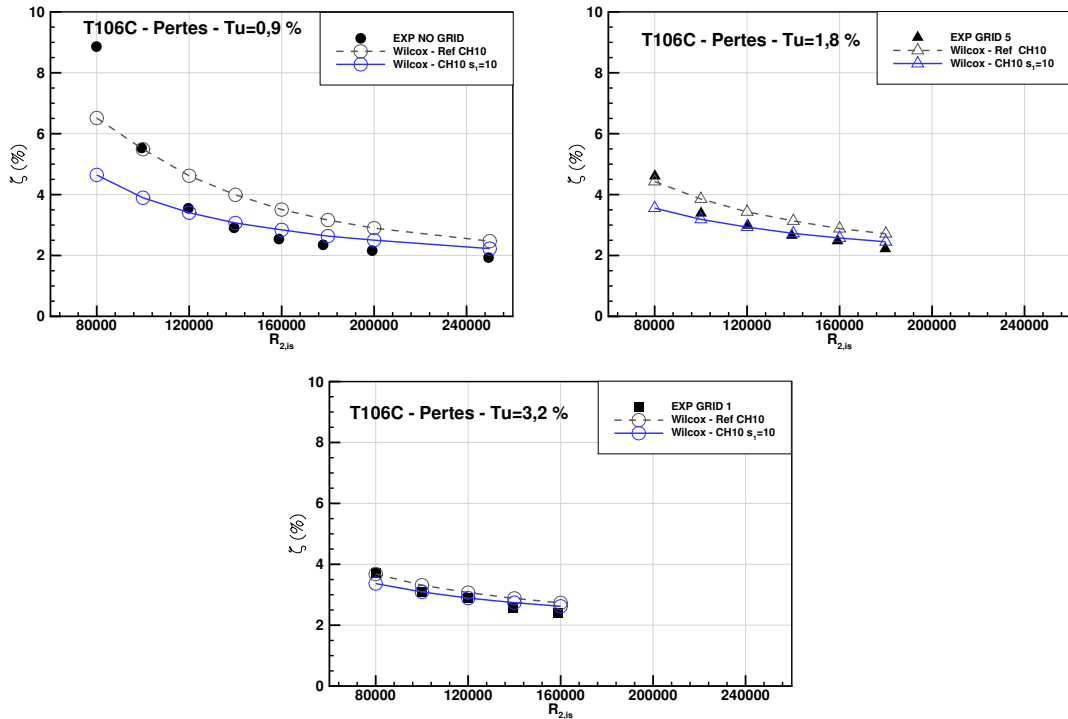 T106C - Pertes - Tu=0,9 %
EXP NO GRID
Wilcox - Ref CH10
Wilcox - CH10 s₁=10
ζ (%)
10
8
6
4
2
0
80000 120000 160000 200000 240000
R₂,ᵢₛ
T106C - Pertes - Tu=1,8 %
EXP GRID 5
Wilcox - Ref CH10
Wilcox - CH10 s₁=10
ζ (%)
10
8
6
4
2
0
80000 120000 160000 200000 240000
R₂,ᵢₛ
T106C - Pertes - Tu=3,2 %
EXP GRID 1
Wilcox - Ref CH10
Wilcox - CH10 s₁=10
ζ (%)
10
8
6
4
2
0
80000 120000 160000 200000 240000
R₂,ᵢₛ